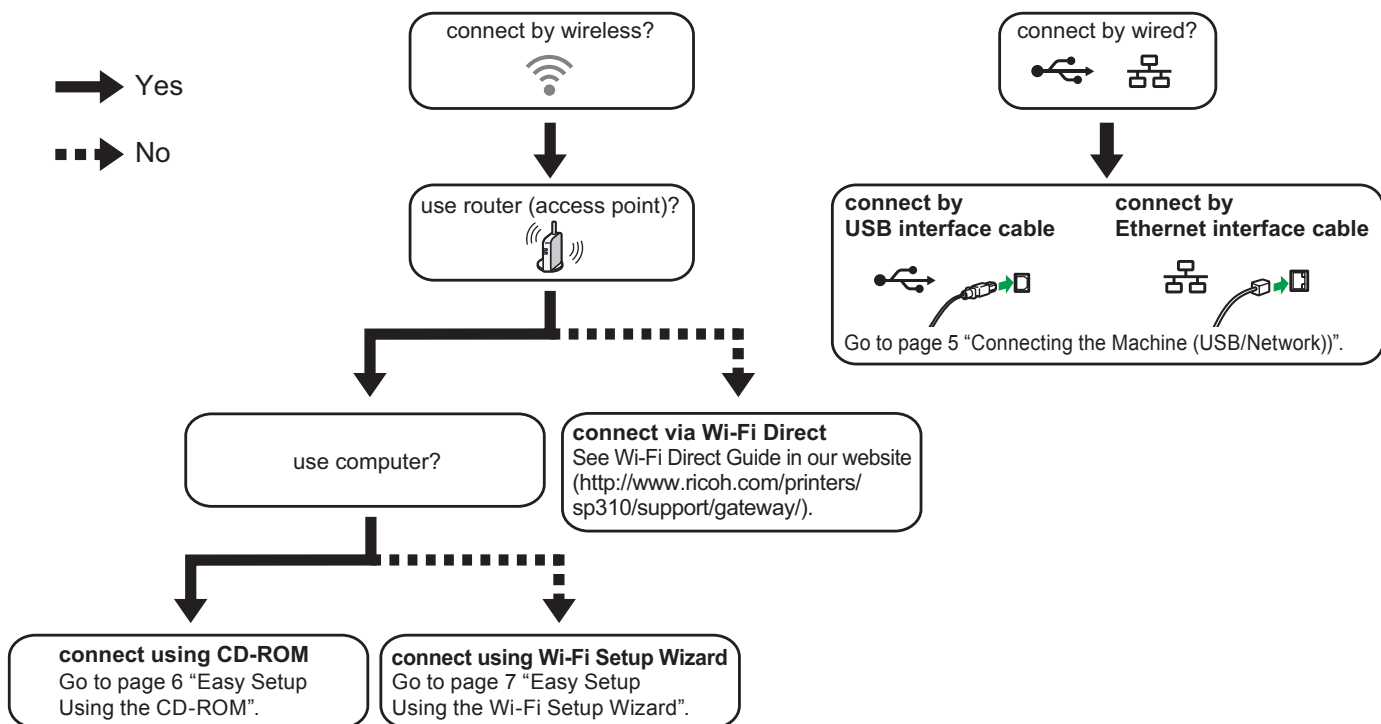 Yes
No
connect by wireless?
use router (access point)?
use computer?
connect via Wi-Fi Direct
See Wi-Fi Direct Guide in our website
(http://www.ricoh.com/printers/
sp310/support/gateway/).
connect using CD-ROM
Go to page 6 “Easy Setup
Using the CD-ROM”.
connect using Wi-Fi Setup Wizard
Go to page 7 “Easy Setup
Using the Wi-Fi Setup Wizard”.
connect by wired?
connect by
USB interface cable
connect by
Ethernet interface cable
Go to page 5 “Connecting the Machine (USB/Network))”.